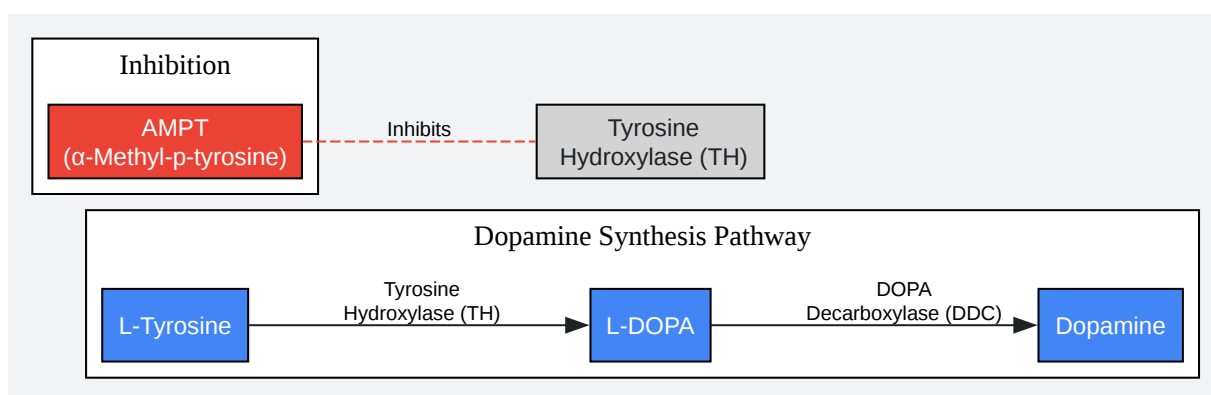 Inhibition
AMPT
(α-Methyl-p-tyrosine)
Inhibits
Tyrosine
Hydroxylase (TH)
Dopamine Synthesis Pathway
L-Tyrosine
Tyrosine
Hydroxylase (TH)
L-DOPA
DOPA
Decarboxylase (DDC)
Dopamine